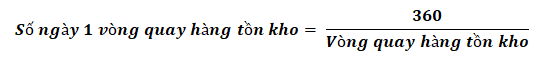 Số ngày 1 vòng quay hàng tồn kho = 360 / Vòng quay hàng tồn kho